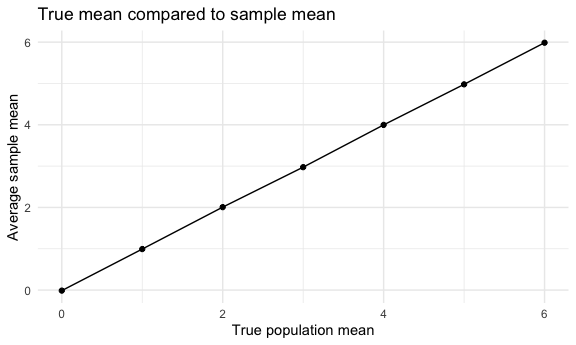 True mean compared to sample mean
6
4
2
0
Average sample mean
0 2 4 6
True population mean